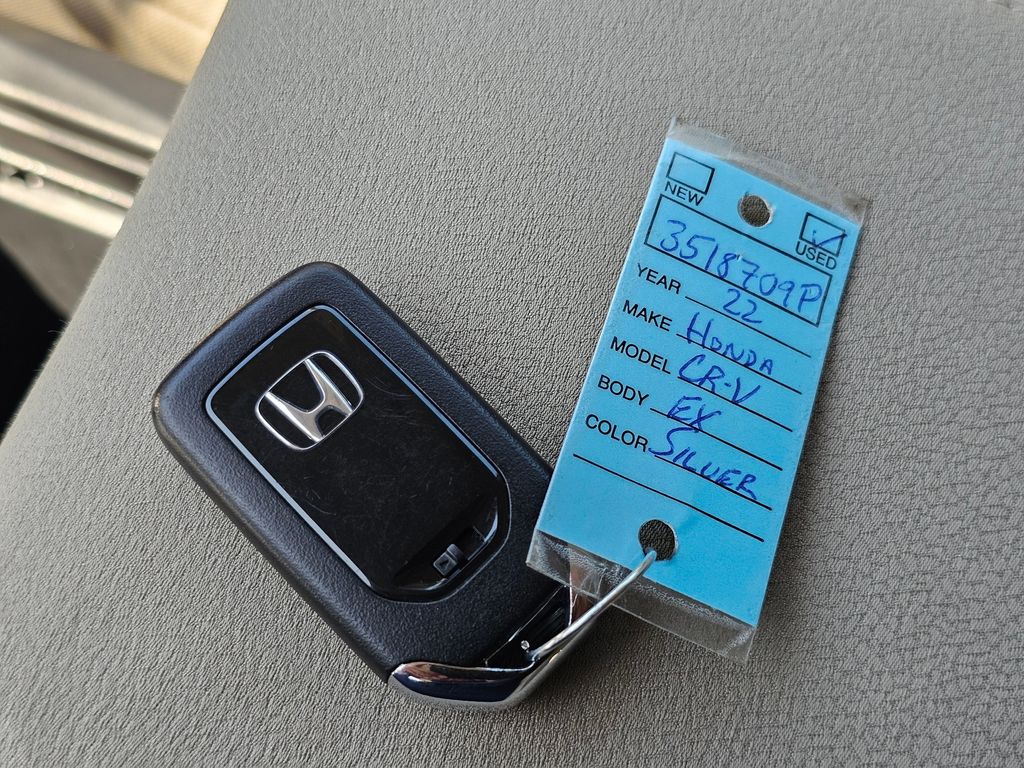 NEW
USED
3518709P
YEAR 22
MAKE HONDA
MODEL CR-V
BODY EX
COLOR SILVER